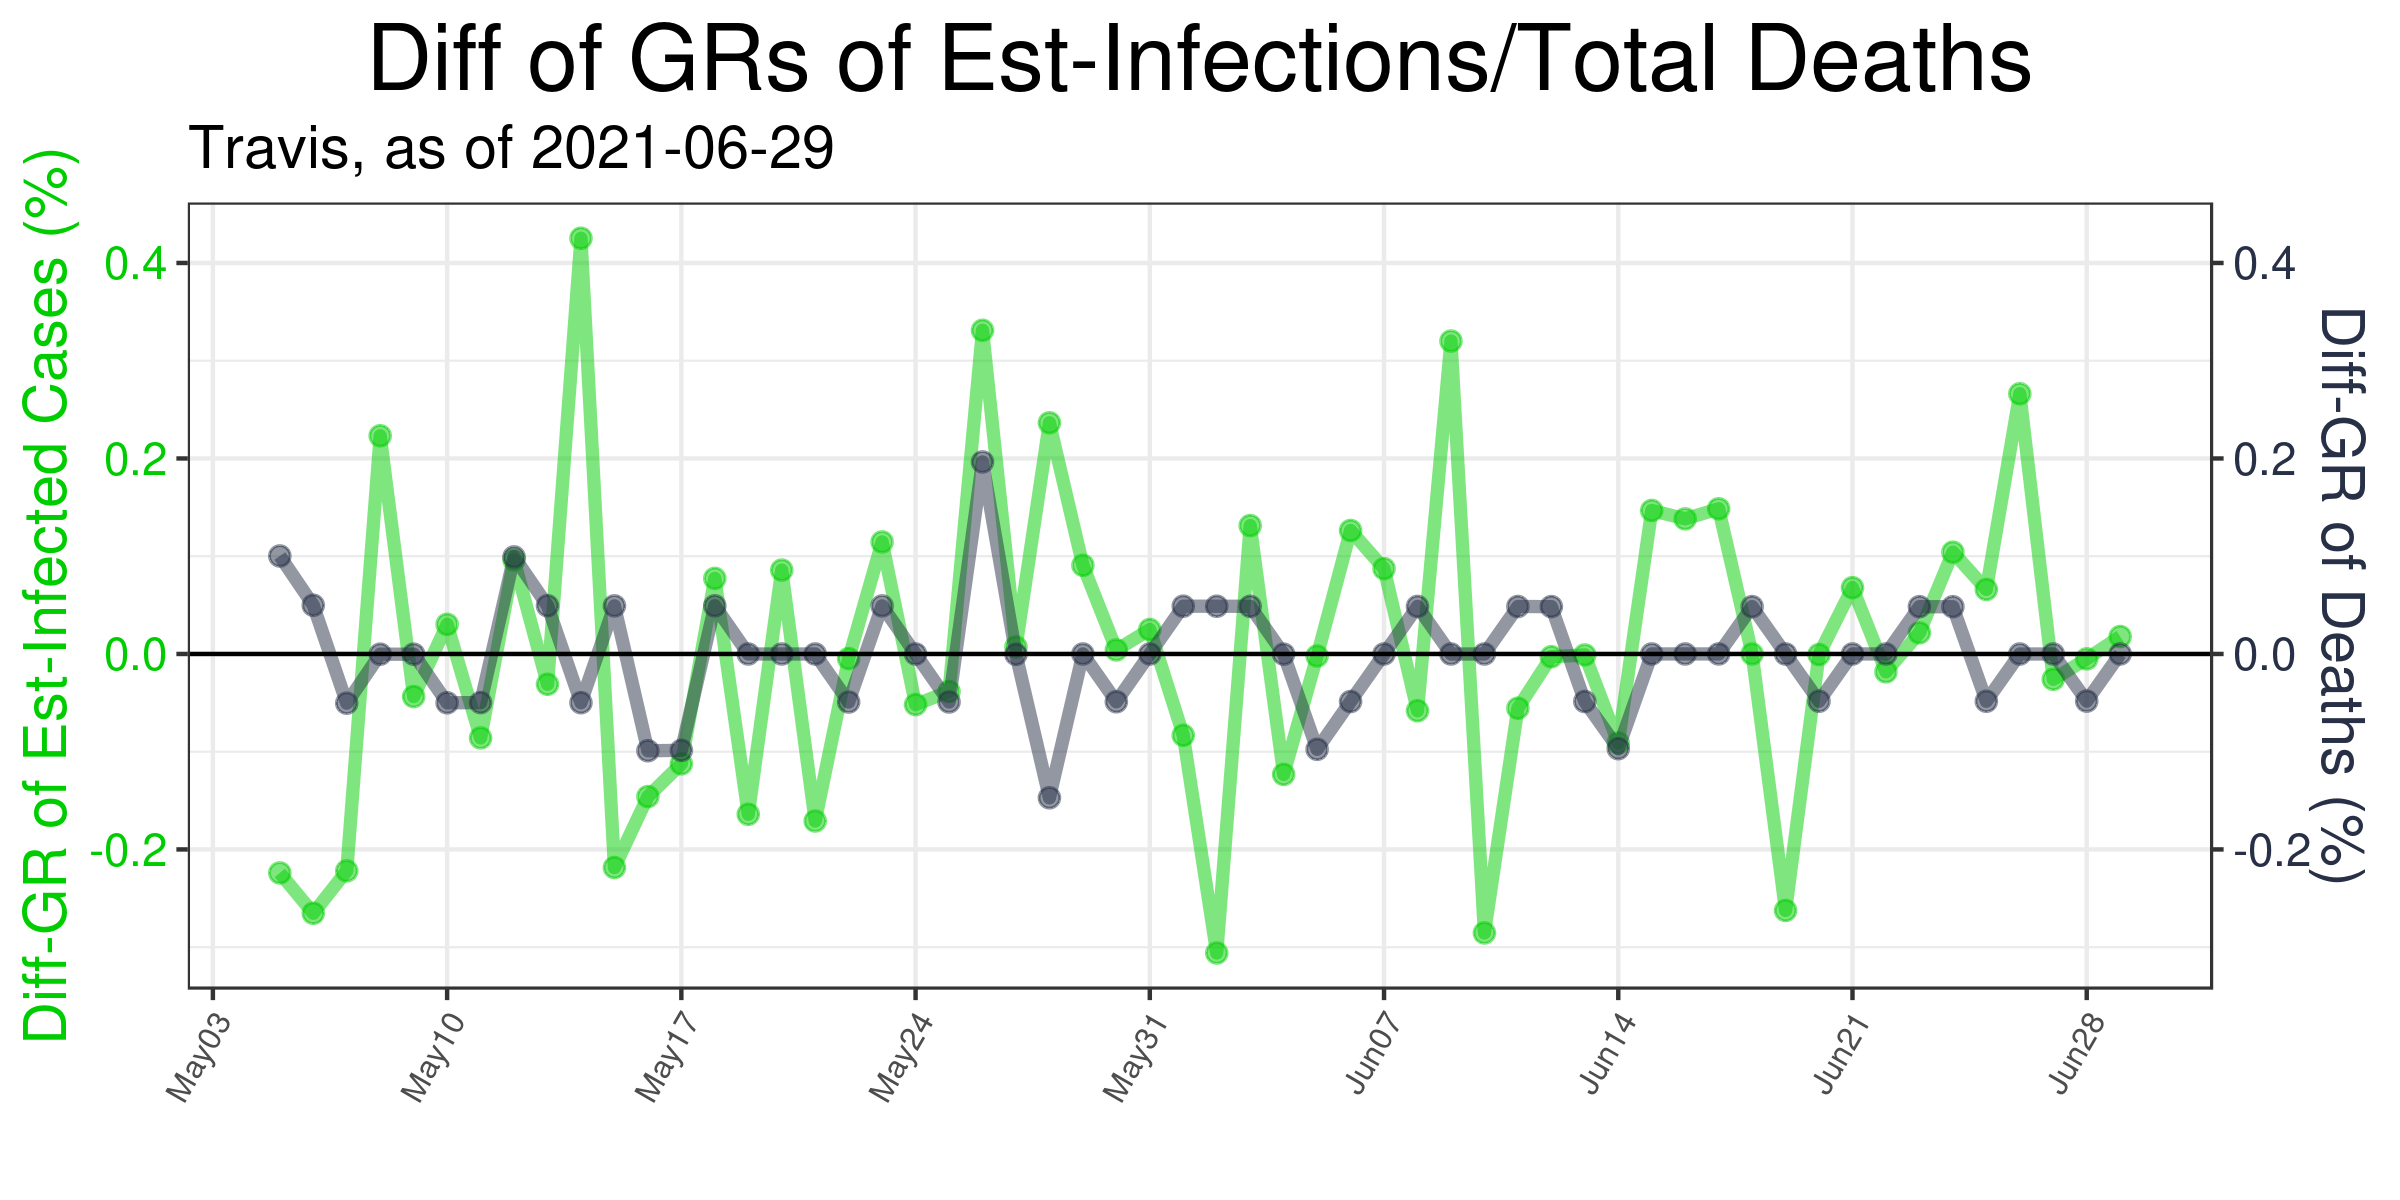 Diff of GRs of Est-Infections/Total Deaths
Travis, as of 2021-06-29
Diff-GR of Est-Infected Cases (%)
0.4
0.2
0.0
-0.2
0.4
0.2
0.0
-0.2
Diff-GR of Deaths (%)
May03
May10
May17
May24
May31
Jun07
Jun14
Jun21
Jun28